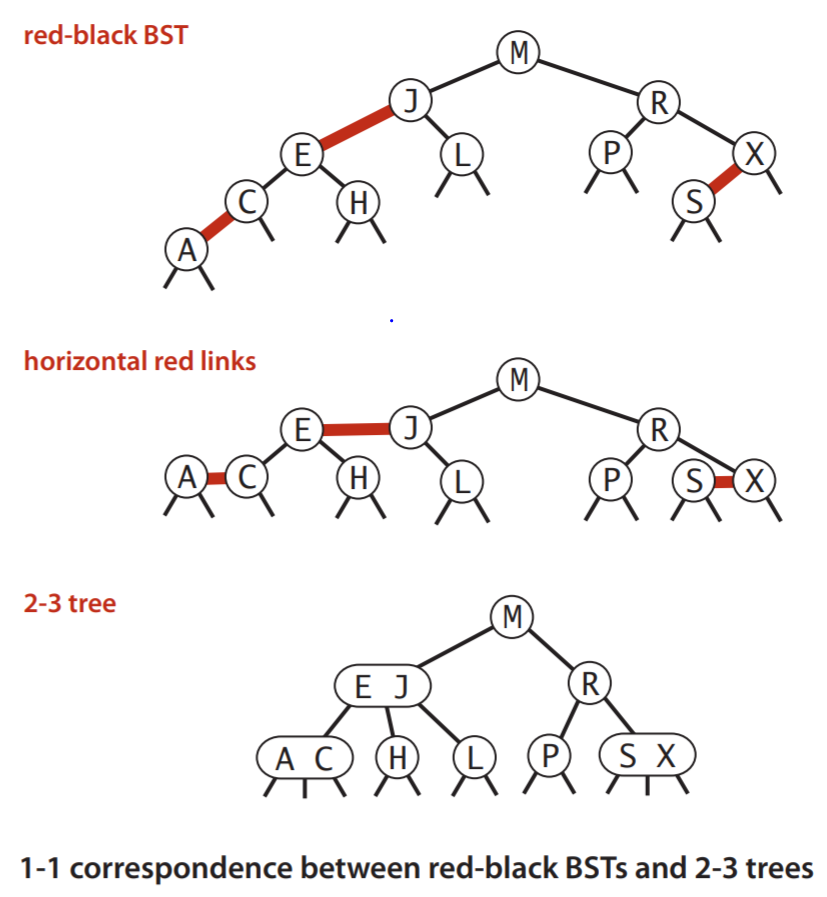 red-black BST
M
J
R
E
L
P
X
C
H
S
A
horizontal red links
M
E
J
R
A
C
H
L
P
S
X
2-3 tree
M
E J
R
A C
H
L
P
S X
1-1 correspondence between red-black BSTs and 2-3 trees